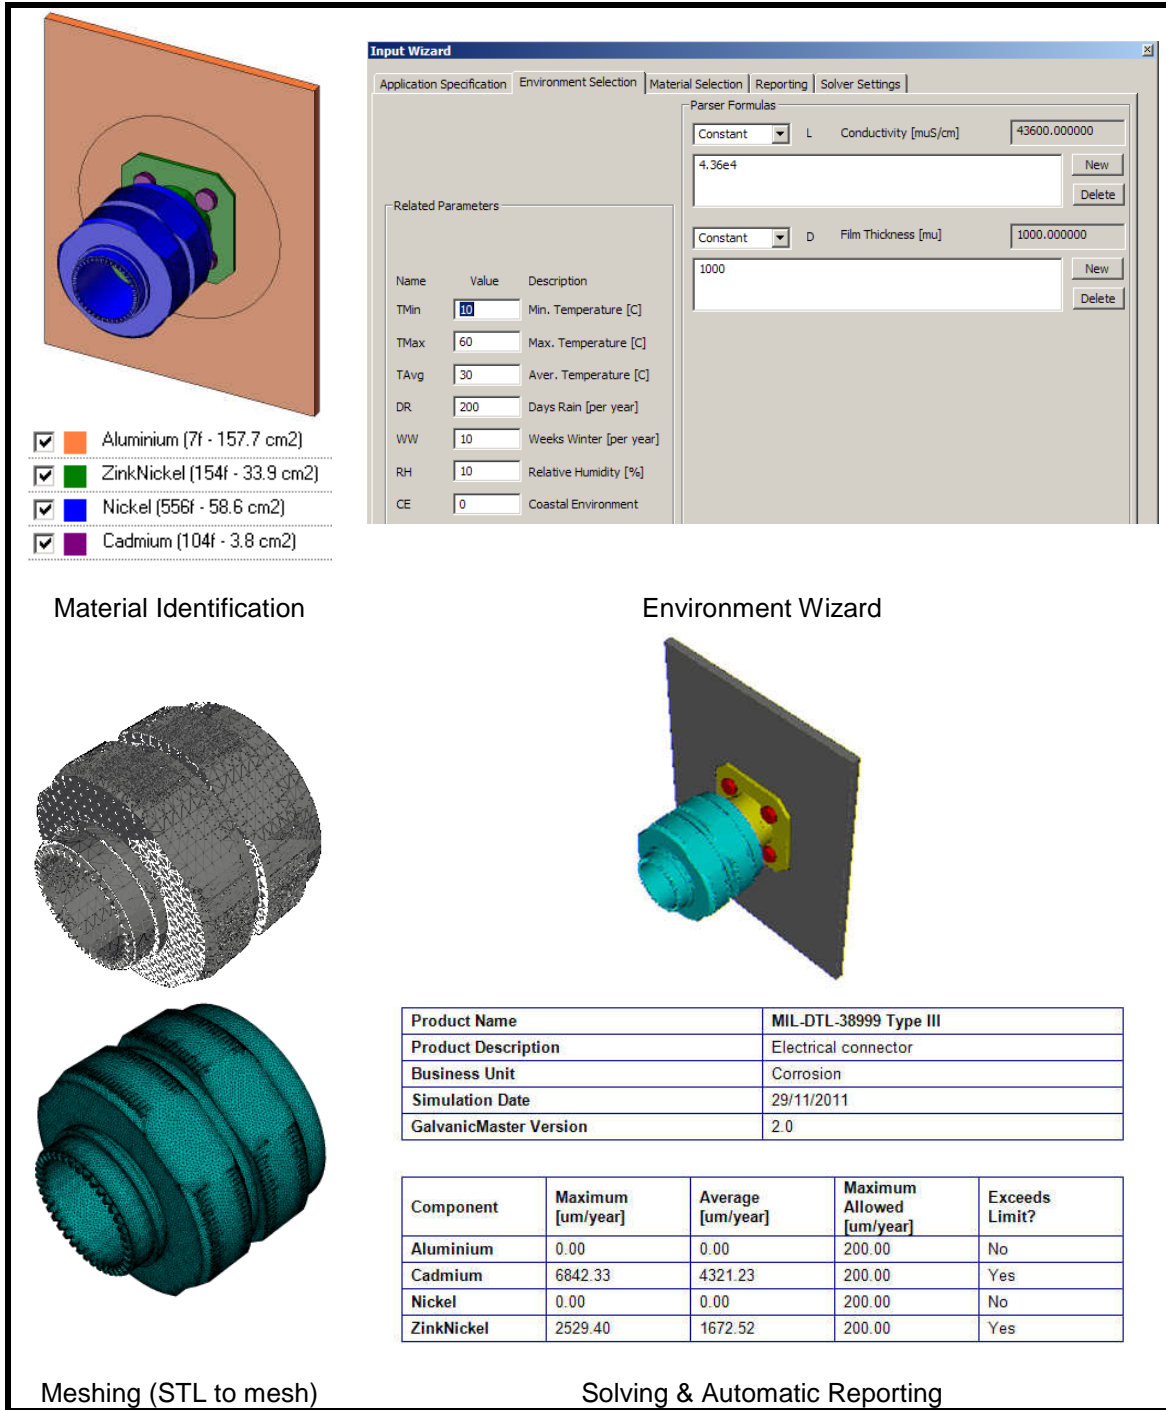 Input Wizard
Application Specification Environment Selection Material Selection Reporting Solver Settings
Parser Formulas
Constant L Conductivity [muS/cm] 43600.000000
4.36e4 New
Delete
Related Parameters
Constant D Film Thickness [mu] 1000.000000
1000 New
Delete
Name Value Description
TMin 10 Min. Temperature [C]
TMax 60 Max. Temperature [C]
TAvg 30 Aver. Temperature [C]
DR 200 Days Rain [per year]
WW 10 Weeks Winter [per year]
RH 10 Relative Humidity [%]
CE 0 Coastal Environment
Aluminium (7f - 157.7 cm2)
ZinkNickel (154f - 33.9 cm2)
Nickel (556f - 58.6 cm2)
Cadmium (104f - 3.8 cm2)
Material Identification
Environment Wizard
Product Name MIL-DTL-38999 Type III
Product Description Electrical connector
Business Unit Corrosion
Simulation Date 29/11/2011
GalvanicMaster Version 2.0
Component Maximum [um/year] Average [um/year] Maximum Allowed [um/year] Exceeds Limit?
Aluminium 0.00 0.00 200.00 No
Cadmium 6842.33 4321.23 200.00 Yes
Nickel 0.00 0.00 200.00 No
ZinkNickel 2529.40 1672.52 200.00 Yes
Meshing (STL to mesh)
Solving & Automatic Reporting